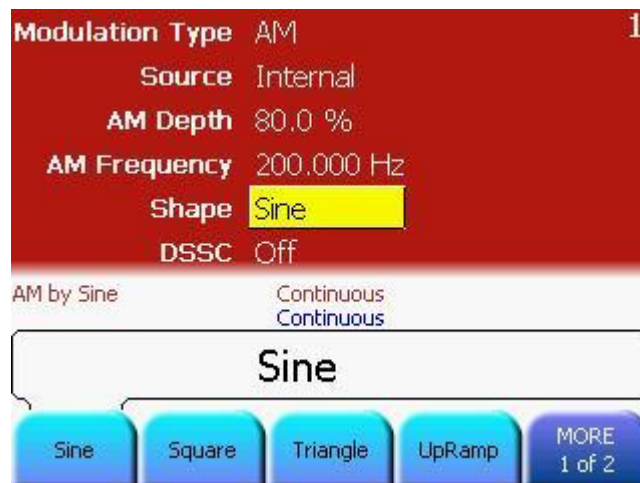 Modulation Type AM 1
Source Internal
AM Depth 80.0 %
AM Frequency 200.000 Hz
Shape Sine
DSSC Off
AM by Sine Continuous
Continuous
Sine
Sine Square Triangle UpRamp MORE
1 of 2